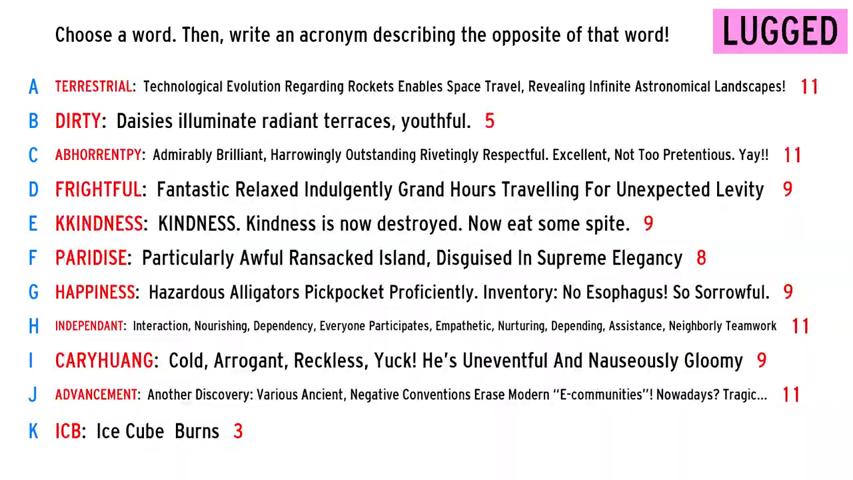 Choose a word. Then, write an acronym describing the opposite of that word!
LUGGED
A TERRESTRIAL: Technological Evolution Regarding Rockets Enables Space Travel, Revealing Infinite Astronomical Landscapes! 11
B DIRTY: Daisies illuminate radiant terraces, youthful. 5
C ABHORRENTPY: Admirably Brilliant, Harrowingly Outstanding Rivetingly Respectful. Excellent, Not Too Pretentious. Yay!! 11
D FRIGHTFUL: Fantastic Relaxed Indulgently Grand Hours Travelling For Unexpected Levity 9
E KKINDNESS: KINDNESS. Kindness is now destroyed. Now eat some spite. 9
F PARIDISE: Particularly Awful Ransacked Island, Disguised In Supreme Elegancy 8
G HAPPINESS: Hazardous Alligators Pickpocket Proficiently. Inventory: No Esophagus! So Sorrowful. 9
H INDEPENDANT: Interaction, Nourishing, Dependency, Everyone Participates, Empathetic, Nurturing, Depending, Assistance, Neighborly Teamwork 11
I CARYHUANG: Cold, Arrogant, Reckless, Yuck! He's Uneventful And Nauseously Gloomy 9
J ADVANCEMENT: Another Discovery: Various Ancient, Negative Conventions Erase Modern "E-communities"! Nowadays? Tragic... 11
K ICB: Ice Cube Burns 3